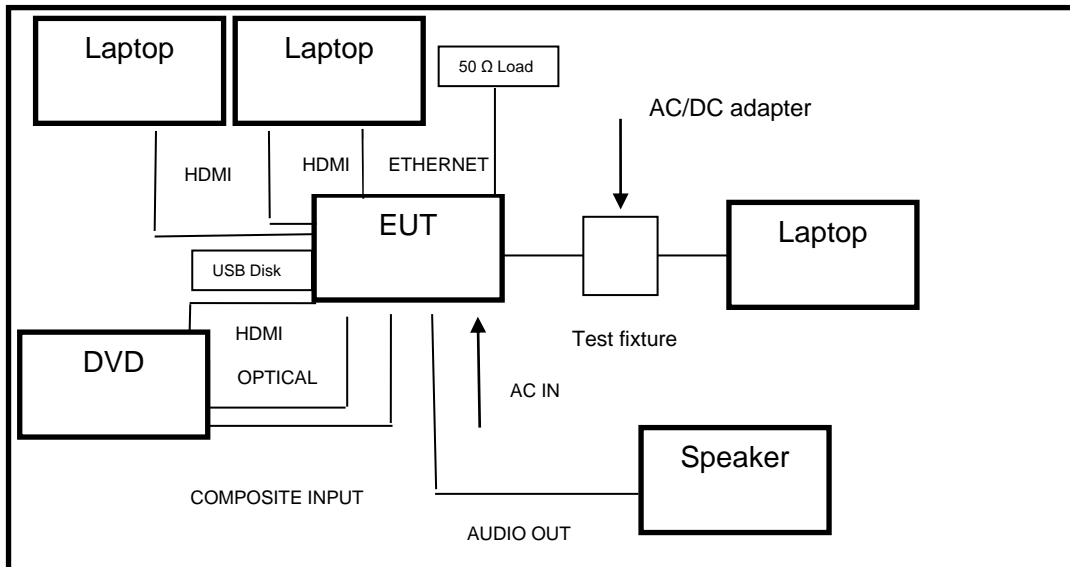 Laptop
Laptop
50 Ω Load
AC/DC adapter
HDMI
HDMI
ETHERNET
EUT
Laptop
USB Disk
HDMI
Test fixture
DVD
OPTICAL
AC IN
Speaker
COMPOSITE INPUT
AUDIO OUT